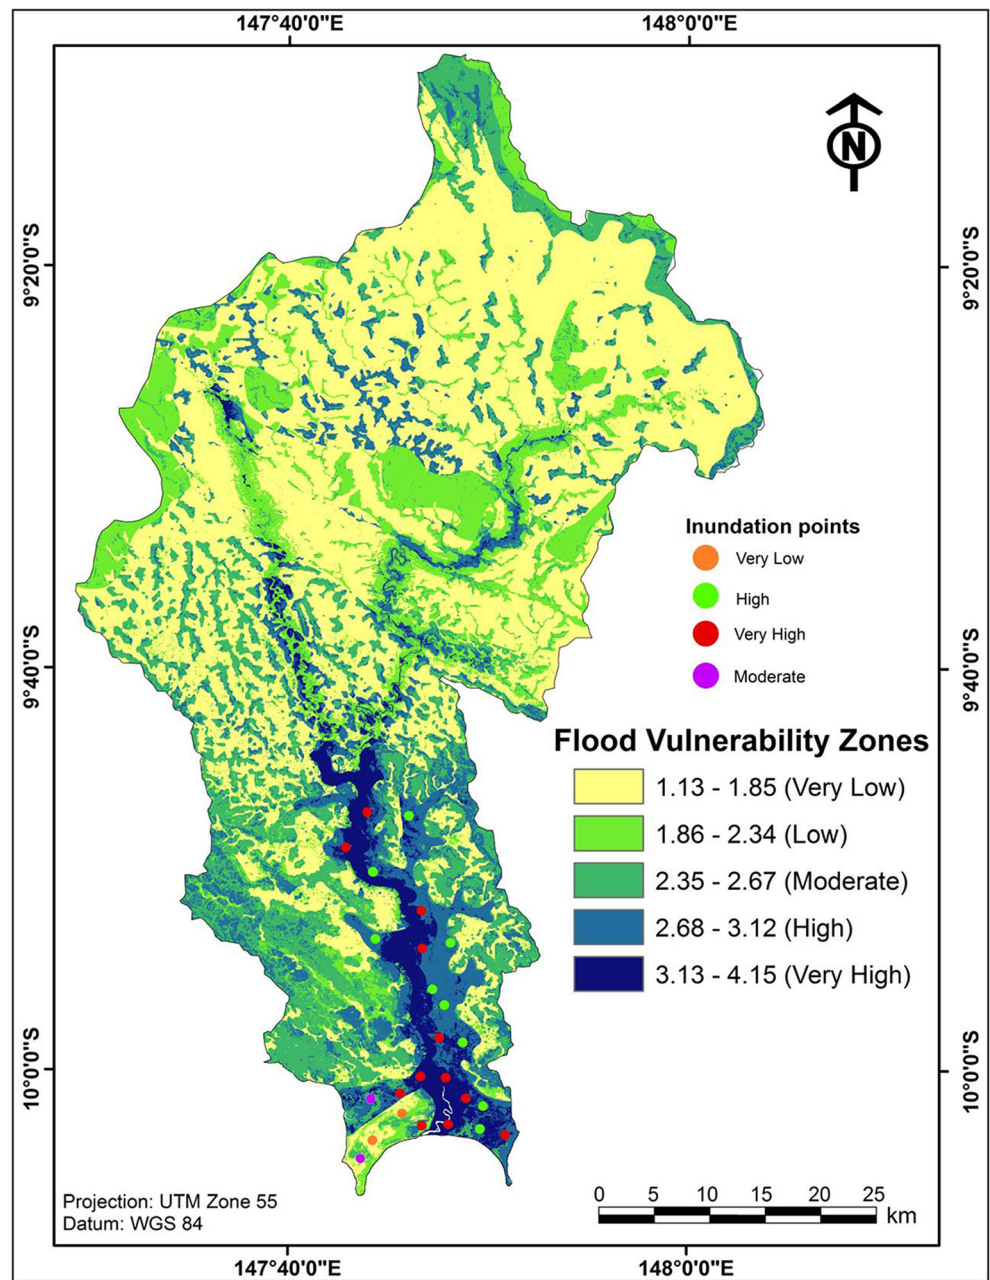 147°40'0"E 148°0'0"E
N
9°20'0"S 9°20'0"S
Inundation points
Very Low
High
Very High
Moderate
9°40'0"S 9°40'0"S
Flood Vulnerability Zones
1.13 - 1.85 (Very Low)
1.86 - 2.34 (Low)
2.35 - 2.67 (Moderate)
2.68 - 3.12 (High)
3.13 - 4.15 (Very High)
10°0'0"S 10°0'0"S
Projection: UTM Zone 55
Datum: WGS 84
0 5 10 15 20 25
km
147°40'0"E 148°0'0"E